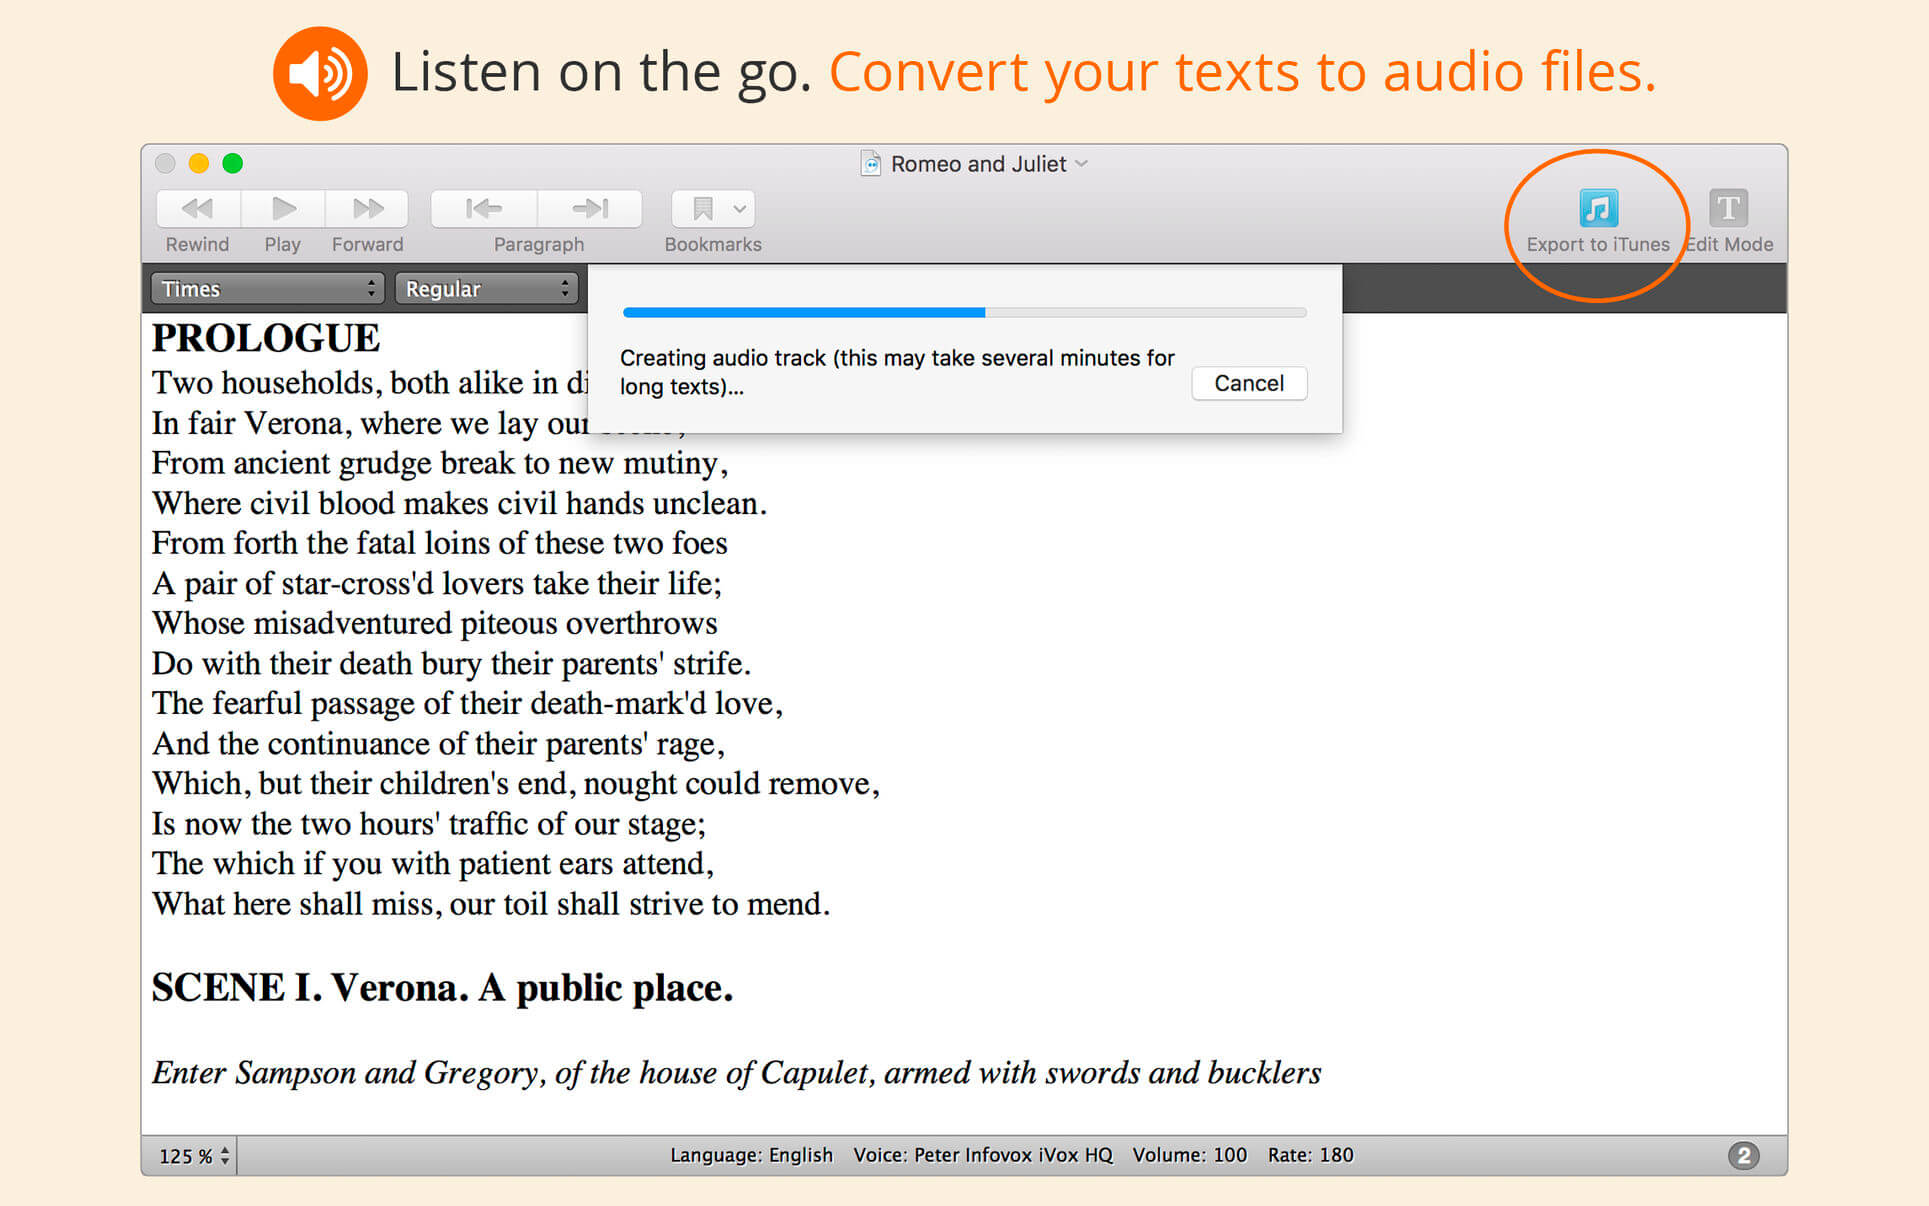 Listen on the go. Convert your texts to audio files.
Romeo and Juliet
Rewind Play Forward Paragraph Bookmarks Export to iTunes Edit Mode
T
Times Regular
Creating audio track (this may take several minutes for
long texts)...
Cancel
PROLOGUE
Two households, both alike in di
In fair Verona, where we lay our
From ancient grudge break to new mutiny,
Where civil blood makes civil hands unclean.
From forth the fatal loins of these two foes
A pair of star-cross'd lovers take their life;
Whose misadventured piteous overthrows
Do with their death bury their parents' strife.
The fearful passage of their death-mark'd love,
And the continuance of their parents' rage,
Which, but their children's end, nought could remove,
Is now the two hours' traffic of our stage;
The which if you with patient ears attend,
What here shall miss, our toil shall strive to mend.
SCENE I. Verona. A public place.
Enter Sampson and Gregory, of the house of Capulet, armed with swords and bucklers
125 % Language: English Voice: Peter Infovox iVox HQ Volume: 100 Rate: 180 2